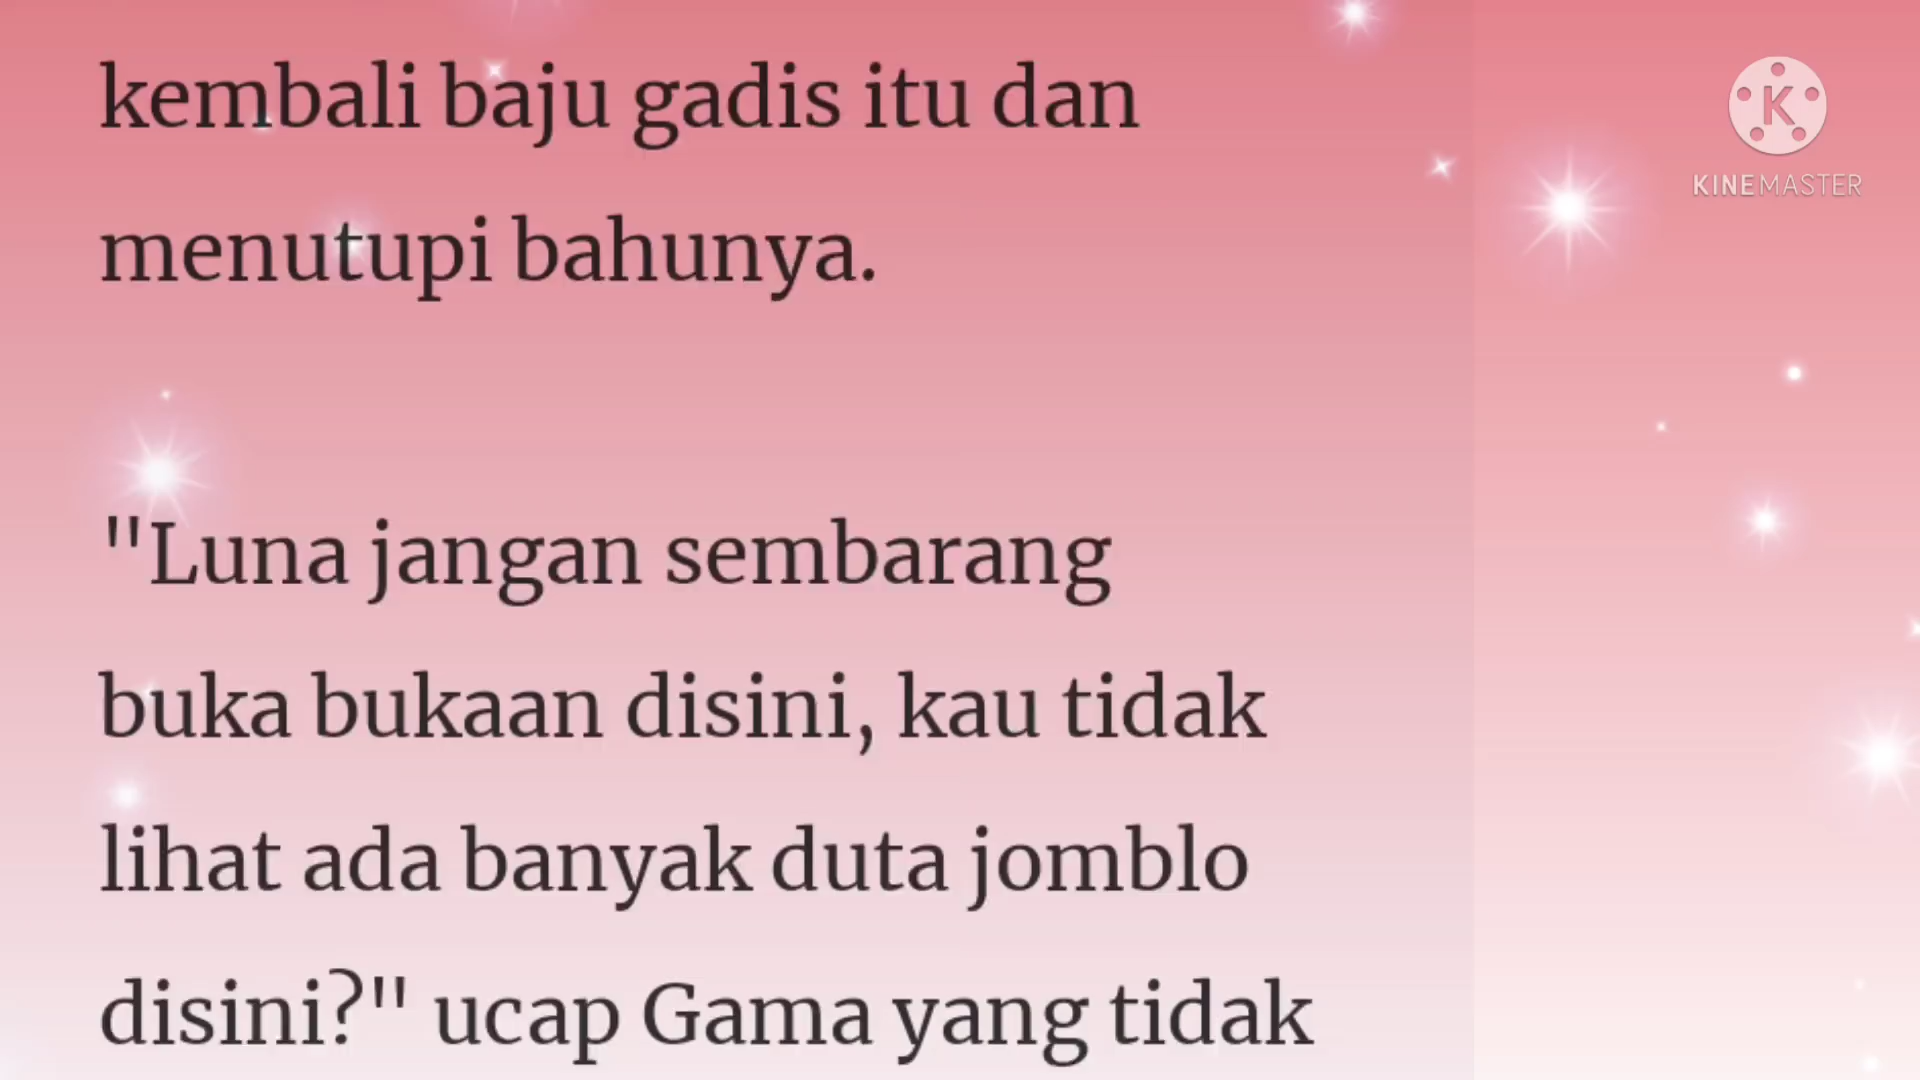 kembali baju gadis itu dan
menutupi bahunya.
"Luna jangan sembarang
buka bukaan disini, kau tidak
lihat ada banyak duta jomblo
disini?" ucap Gama yang tidak
K
KINEMASTER